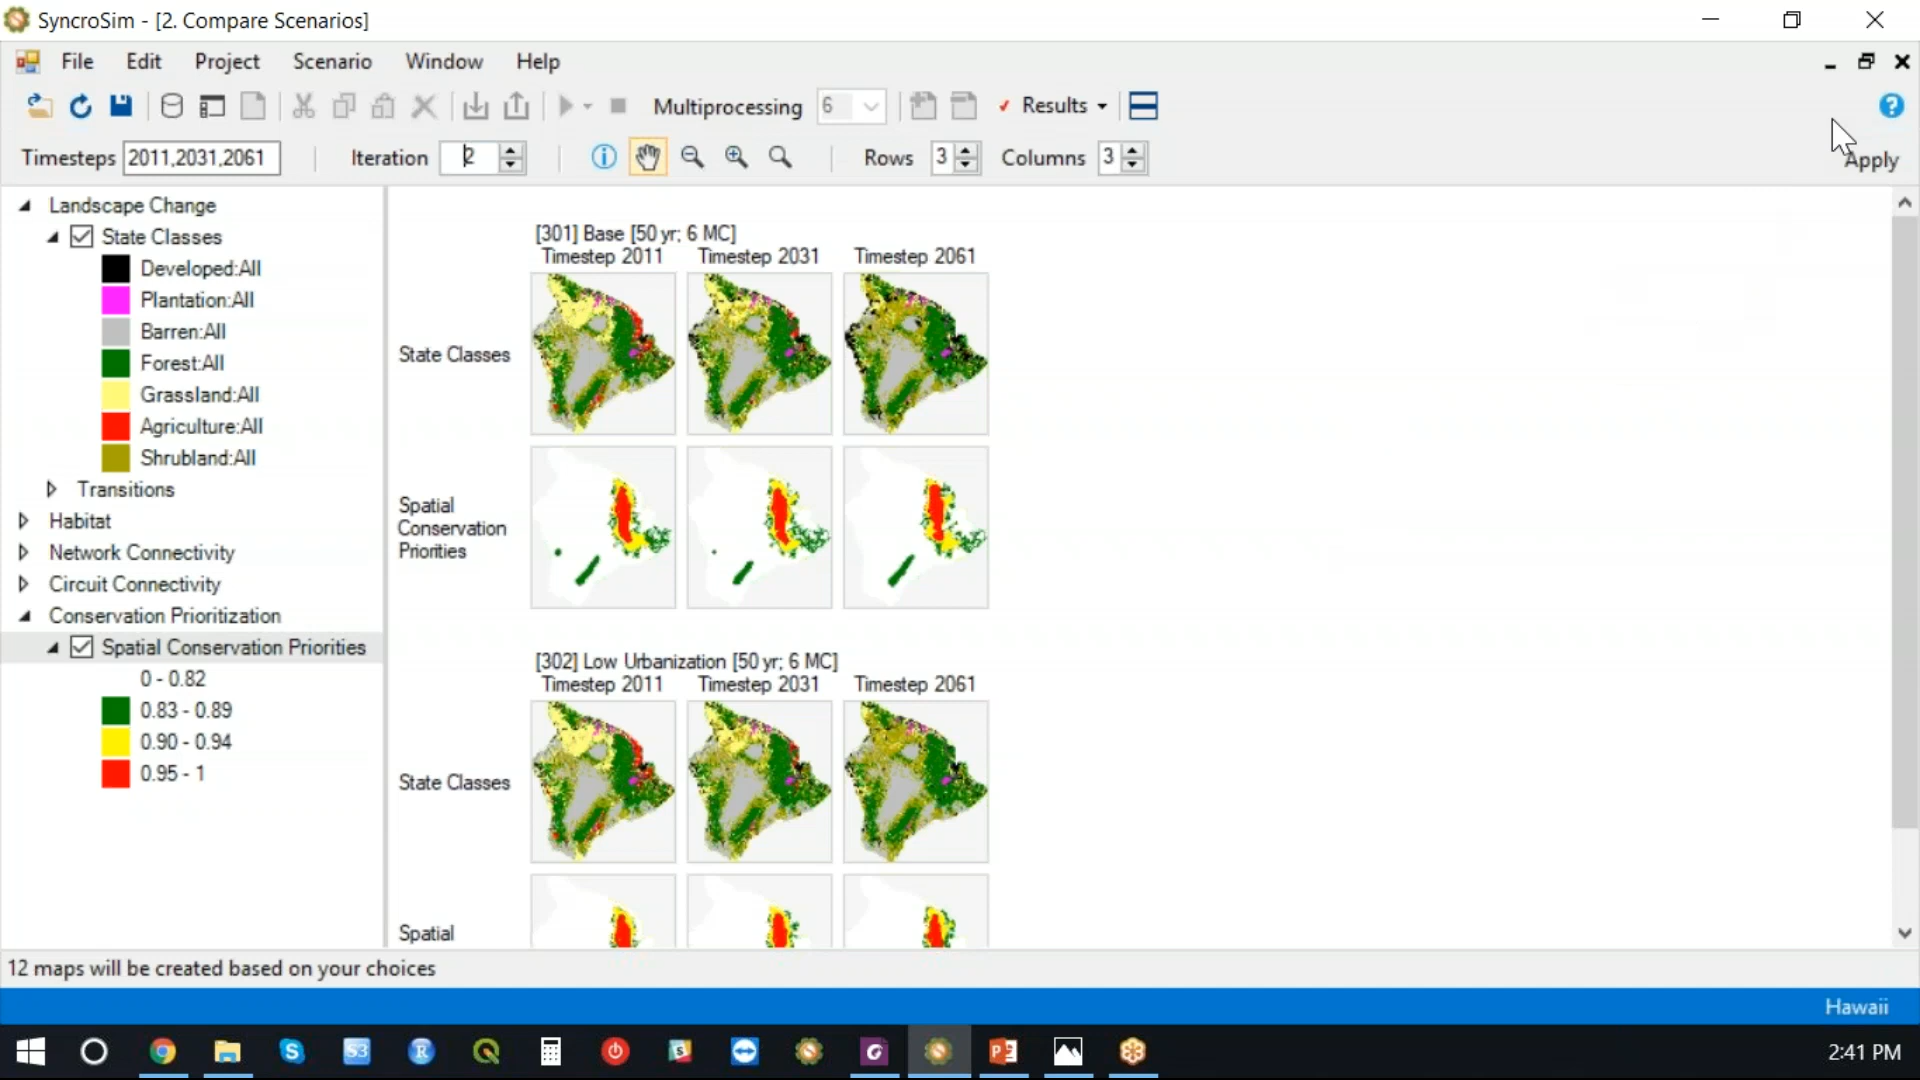 SyncroSim - [2. Compare Scenarios]
File Edit Project Scenario Window Help
Multiprocessing 6 Results
Timesteps 2011,2031,2061 Iteration 2 Rows 3 Columns 3 Apply
Landscape Change
State Classes
Developed:All
Plantation:All
Barren:All
Forest:All
Grassland:All
Agriculture:All
Shrubland:All
Transitions
Habitat
Network Connectivity
Circuit Connectivity
Conservation Prioritization
Spatial Conservation Priorities
0 - 0.82
0.83 - 0.89
0.90 - 0.94
0.95 - 1
[301] Base [50 yr; 6 MC]
Timestep 2011 Timestep 2031 Timestep 2061
State Classes
Spatial
Conservation
Priorities
[302] Low Urbanization [50 yr; 6 MC]
Timestep 2011 Timestep 2031 Timestep 2061
State Classes
Spatial
12 maps will be created based on your choices
Hawaii
2:41 PM